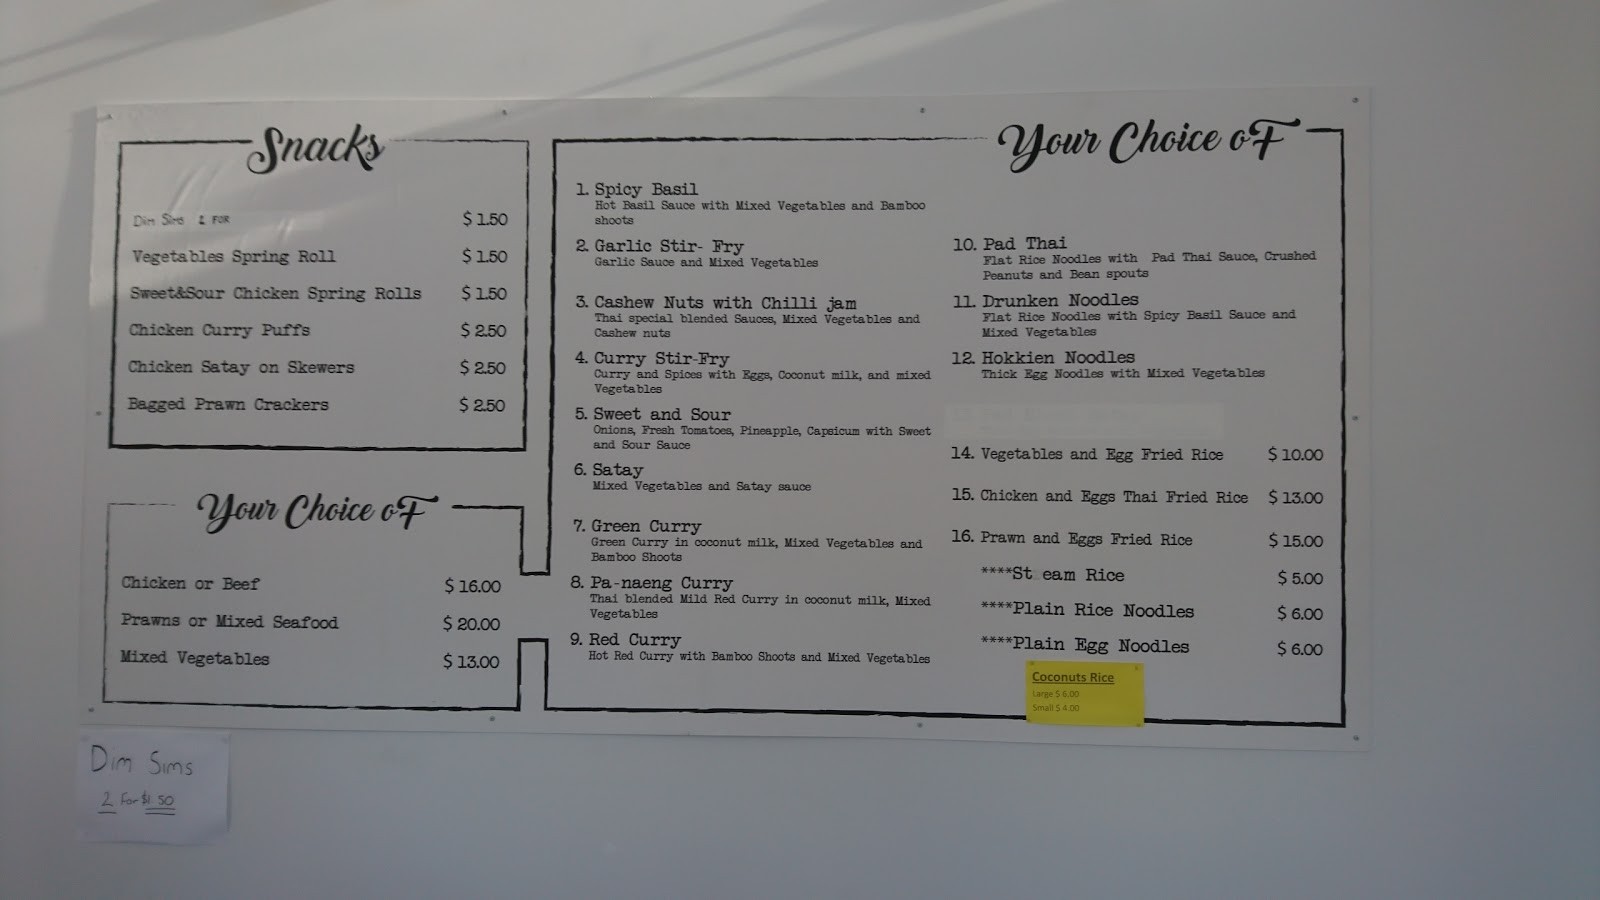 Snacks
Dim Sims 2 FOR $ 1.50
Vegetables Spring Roll $ 1.50
Sweet&Sour Chicken Spring Rolls $ 1.50
Chicken Curry Puffs $ 2.50
Chicken Satay on Skewers $ 2.50
Bagged Prawn Crackers $ 2.50
Your Choice oF
Chicken or Beef $ 16.00
Prawns or Mixed Seafood $ 20.00
Mixed Vegetables $ 13.00
Your Choice oF
1. Spicy Basil
Hot Basil Sauce with Mixed Vegetables and Bamboo
shoots
2. Garlic Stir- Fry
Garlic Sauce and Mixed Vegetables
3. Cashew Nuts with Chilli jam
Thai special blended Sauces, Mixed Vegetables and
Cashew nuts
4. Curry Stir-Fry
Curry and Spices with Eggs, Coconut milk, and mixed
Vegetables
5. Sweet and Sour
Onions, Fresh Tomatoes, Pineapple, Capsicum with Sweet
and Sour Sauce
6. Satay
Mixed Vegetables and Satay sauce
7. Green Curry
Green Curry in coconut milk, Mixed Vegetables and
Bamboo Shoots
8. Pa-naeng Curry
Thai blended Mild Red Curry in coconut milk, Mixed
Vegetables
9. Red Curry
Hot Red Curry with Bamboo Shoots and Mixed Vegetables
10. Pad Thai
Flat Rice Noodles with Pad Thai Sauce, Crushed
Peanuts and Bean spouts
11. Drunken Noodles
Flat Rice Noodles with Spicy Basil Sauce and
Mixed Vegetables
12. Hokkien Noodles
Thick Egg Noodles with Mixed Vegetables
14. Vegetables and Egg Fried Rice $ 10.00
15. Chicken and Eggs Thai Fried Rice $ 13.00
16. Prawn and Eggs Fried Rice $ 15.00
****St eam Rice $ 5.00
****Plain Rice Noodles $ 6.00
****Plain Egg Noodles $ 6.00
Coconuts Rice
Large $ 6.00
Small $ 4.00
Dim Sims
2 For $1.50